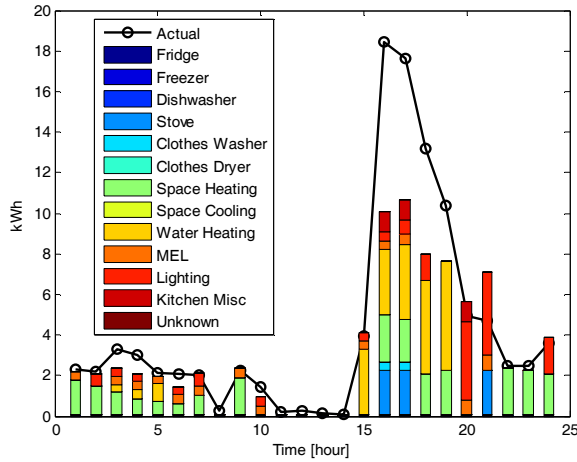 20
18
16
14
12
10
8
6
4
2
0
kWh
Actual
Fridge
Freezer
Dishwasher
Stove
Clothes Washer
Clothes Dryer
Space Heating
Space Cooling
Water Heating
MEL
Lighting
Kitchen Misc
Unknown
0 5 10 15 20 25
Time [hour]